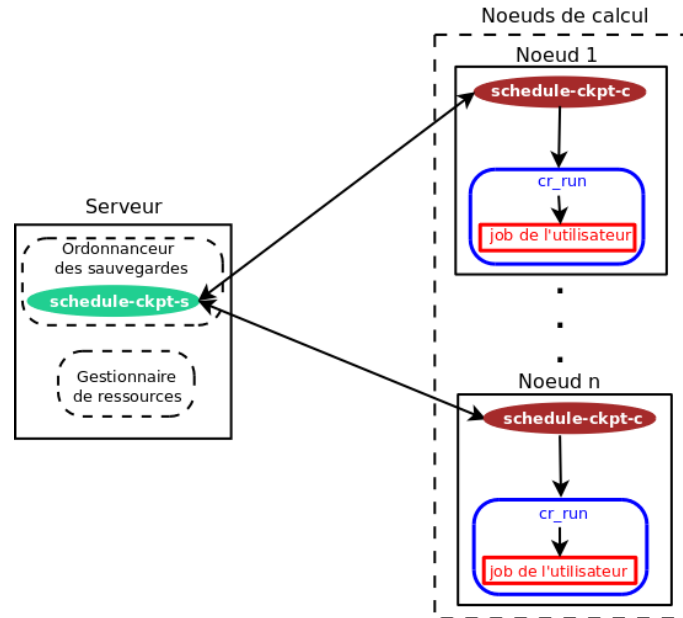 Noeuds de calcul
Noeud 1
schedule-ckpt-c
cr_run
job de l'utilisateur
Serveur
Ordonnanceur
des sauvegardes
schedule-ckpt-s
Gestionnaire
de ressources
Noeud n
schedule-ckpt-c
cr_run
job de l'utilisateur